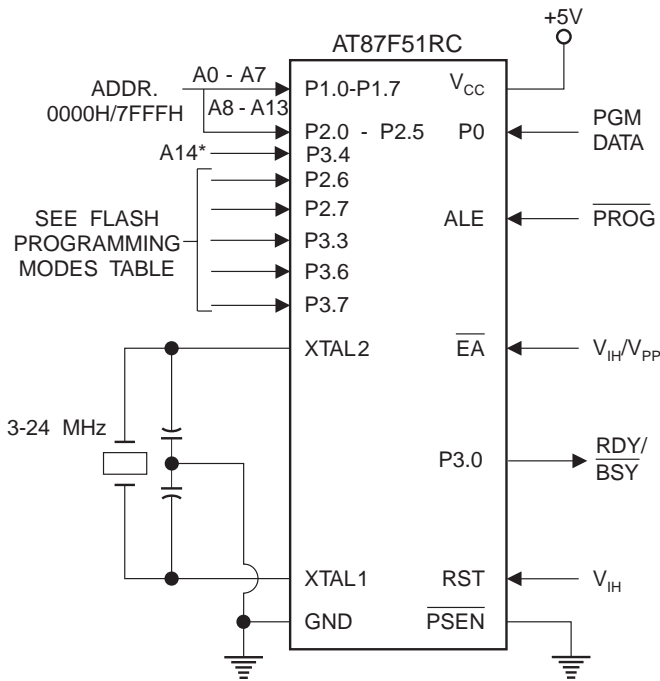 +5V
AT87F51RC
ADDR.
0000H/7FFFH
A0 - A7
A8 - A13
A14*
SEE FLASH
PROGRAMMING
MODES TABLE
3-24 MHz
P1.0-P1.7
P2.0 - P2.5
P3.4
P2.6
P2.7
P3.3
P3.6
P3.7
XTAL2
XTAL1
GND
VCC
P0
ALE
EA
P3.0
RST
PSEN
PGM
DATA
PROG
VIH/VPP
RDY/
BSY
VIH